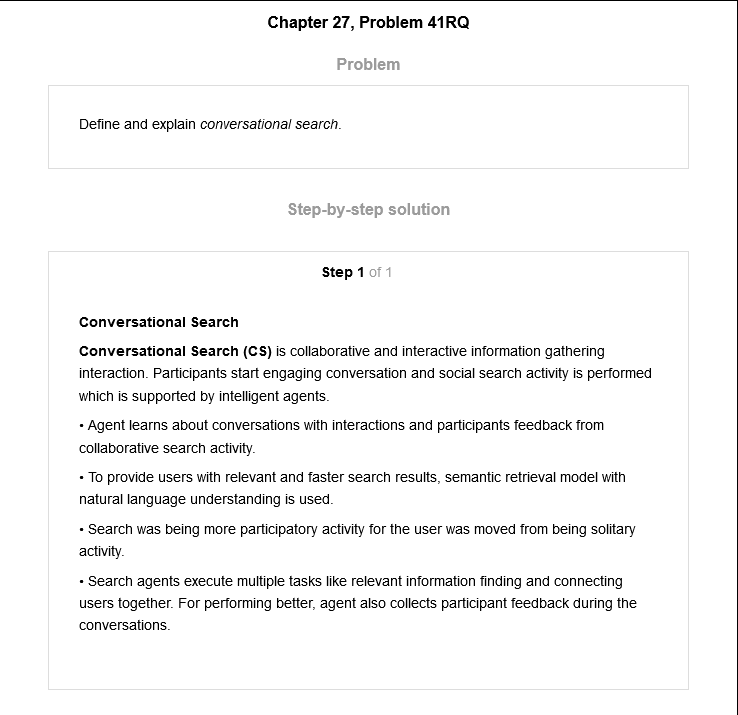 Chapter 27, Problem 41RQ
Problem
Define and explain conversational search.
Step-by-step solution
Step 1 of 1
Conversational Search
Conversational Search (CS) is collaborative and interactive information gathering
interaction. Participants start engaging conversation and social search activity is performed
which is supported by intelligent agents.
• Agent learns about conversations with interactions and participants feedback from
collaborative search activity.
• To provide users with relevant and faster search results, semantic retrieval model with
natural language understanding is used.
• Search was being more participatory activity for the user was moved from being solitary
activity.
• Search agents execute multiple tasks like relevant information finding and connecting
users together. For performing better, agent also collects participant feedback during the
conversations.